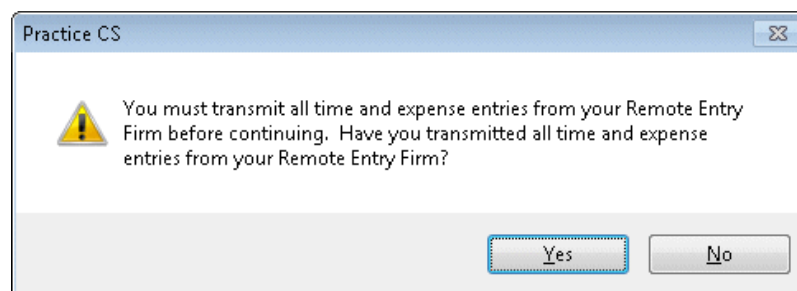 Practice CS
You must transmit all time and expense entries from your Remote Entry
Firm before continuing.  Have you transmitted all time and expense
entries from your Remote Entry Firm?
Yes
No